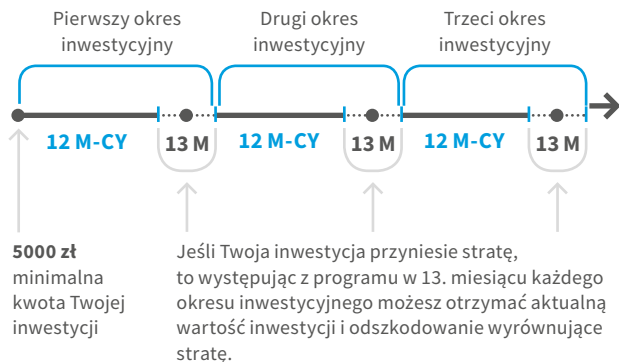 Pierwszy okres
inwestycyjny
Drugi okres
inwestycyjny
Trzeci okres
inwestycyjny
12 M-CY
13 M
12 M-CY
13 M
12 M-CY
13 M
5000 zł
minimalna
kwota Twojej
inwestycji
Jeśli Twoja inwestycja przyniesie stratę,
to występując z programu w 13. miesiącu każdego
okresu inwestycyjnego możesz otrzymać aktualną
wartość inwestycji i odszkodowanie wyrównujące
stratę.